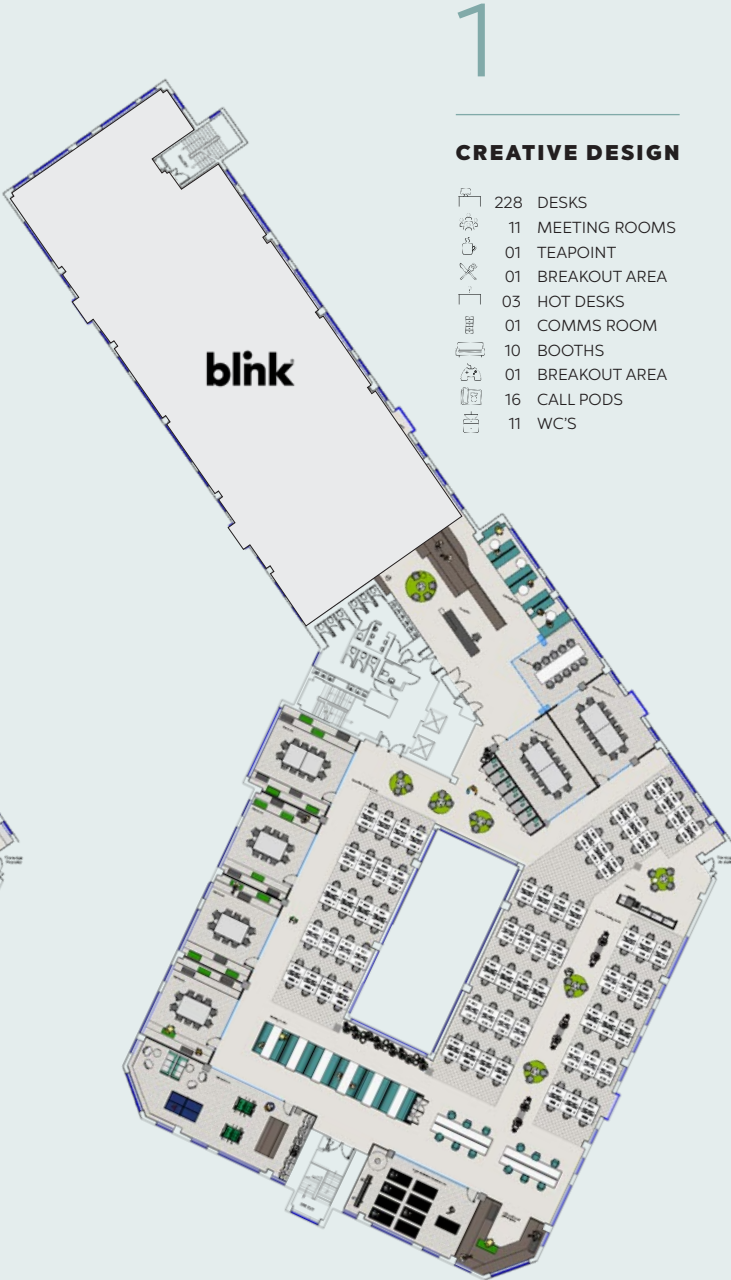 1
CREATIVE DESIGN
228 DESKS
11 MEETING ROOMS
01 TEAPOINT
01 BREAKOUT AREA
03 HOT DESKS
01 COMMS ROOM
10 BOOTHS
01 BREAKOUT AREA
16 CALL PODS
11 WC'S
blink